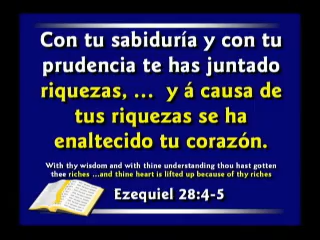 Con tu sabiduría y con tu
prudencia te has juntado
riquezas, ... y á causa de
tus riquezas se ha
enaltecido tu corazón.
With thy wisdom and with thine understanding thou hast gotten
thee riches ...and thine heart is lifted up because of thy riches
Ezequiel 28:4-5